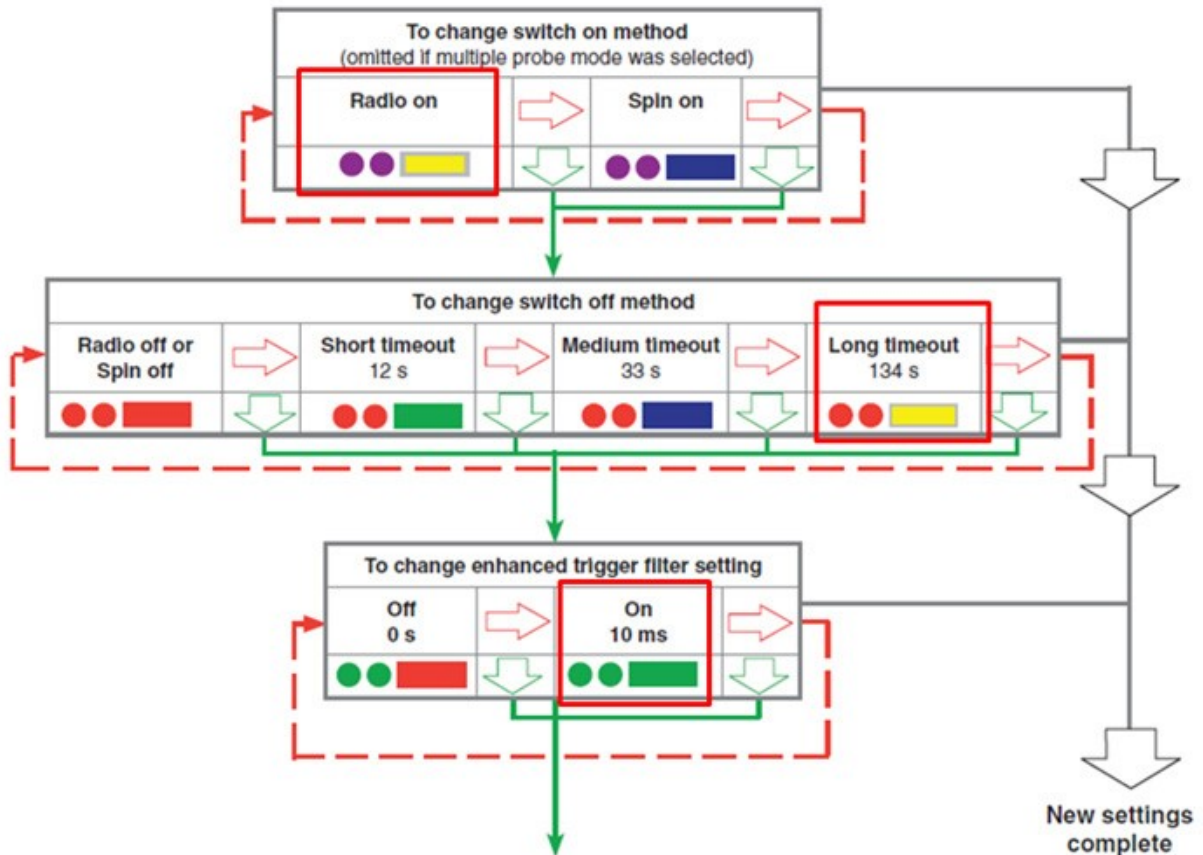 To change switch on method
(omitted if multiple probe mode was selected)
Radio on
Spin on
To change switch off method
Radio off or
Spin off
Short timeout
12 s
Medium timeout
33 s
Long timeout
134 s
To change enhanced trigger filter setting
Off
0 s
On
10 ms
New settings
complete